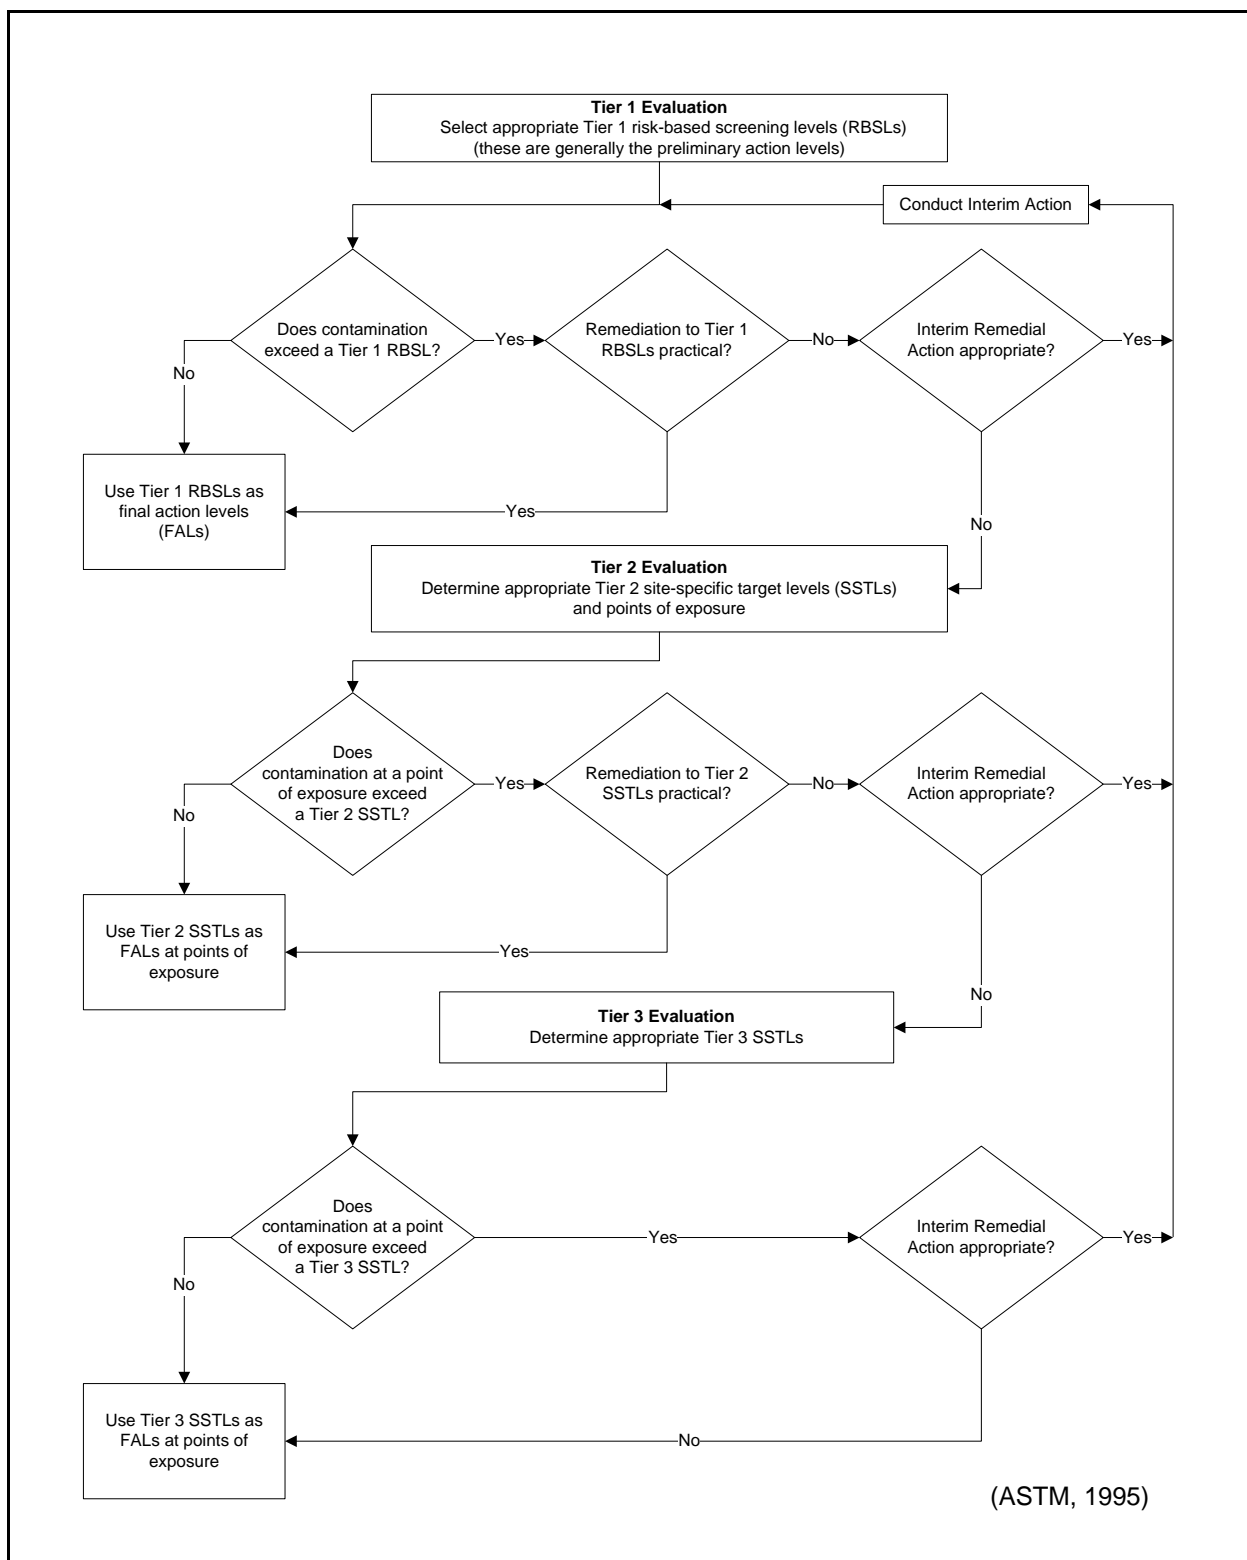 Tier 1 Evaluation
Select appropriate Tier 1 risk-based screening levels (RBSLs)
(these are generally the preliminary action levels)
Conduct Interim Action
Does contamination
exceed a Tier 1 RBSL?
Yes
Remediation to Tier 1
RBSLs practical?
No
Interim Remedial
Action appropriate?
Yes
No
Use Tier 1 RBSLs as
final action levels
(FALs)
Yes
No
Tier 2 Evaluation
Determine appropriate Tier 2 site-specific target levels (SSTLs)
and points of exposure
Does
contamination at a point
of exposure exceed
a Tier 2 SSTL?
Yes
Remediation to Tier 2
SSTLs practical?
No
Interim Remedial
Action appropriate?
Yes
No
Use Tier 2 SSTLs as
FALs at points of
exposure
Yes
No
Tier 3 Evaluation
Determine appropriate Tier 3 SSTLs
Does
contamination at a point
of exposure exceed
a Tier 3 SSTL?
Yes
Interim Remedial
Action appropriate?
Yes
No
Use Tier 3 SSTLs as
FALs at points of
exposure
No
(ASTM, 1995)